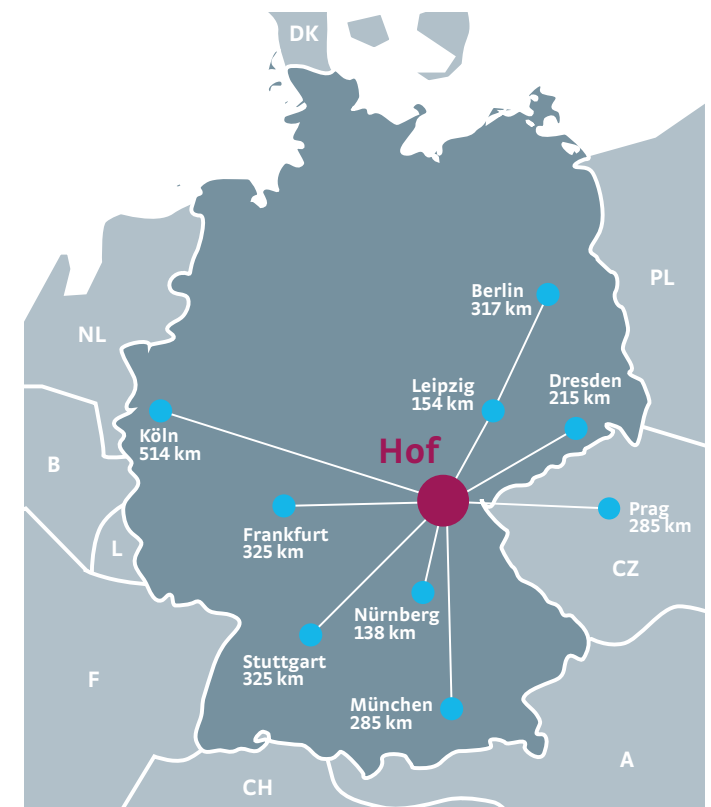 DK
PL
Berlin
317 km
NL
Leipzig
154 km
Dresden
215 km
Köln
514 km
Hof
B
Prag
285 km
Frankfurt
325 km
L
CZ
Nürnberg
138 km
Stuttgart
325 km
F
München
285 km
A
CH